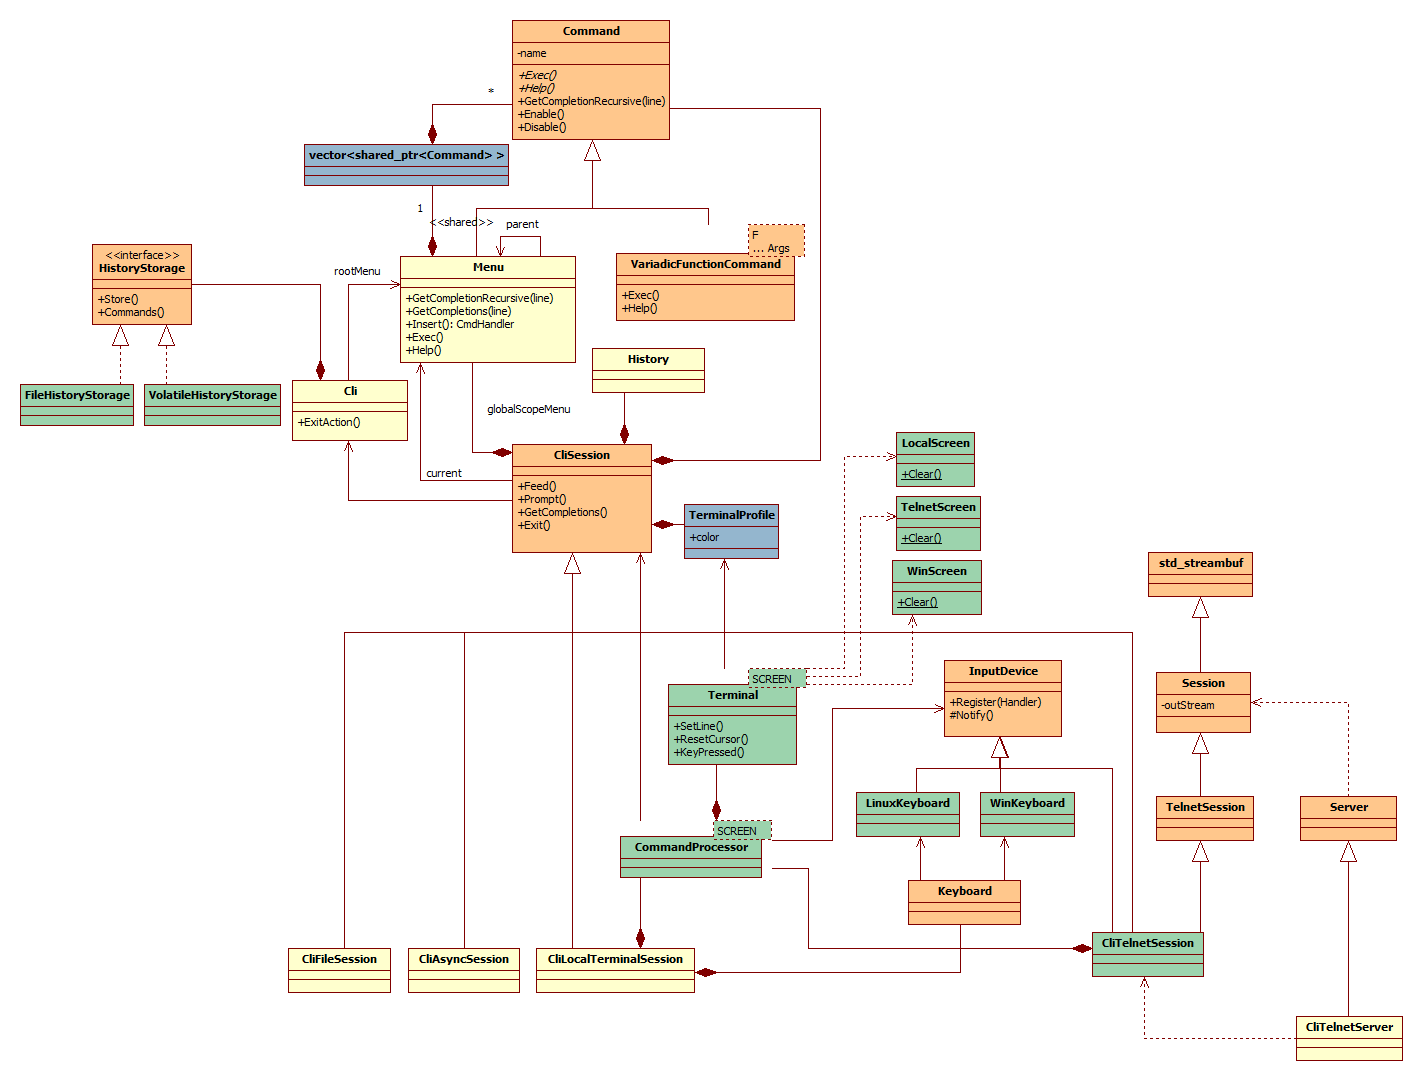 Command
-name
+Exec()
+Help()
+GetCompletionRecursive(line)
+Enable()
+Disable()
*
vector<shared_ptr<Command> >
1
<<shared>>
parent
F
... Args
VariadicFunctionCommand
+Exec()
+Help()
<<interface>>
HistoryStorage
+Store()
+Commands()
rootMenu
Menu
+GetCompletionRecursive(line)
+GetCompletions(line)
+Insert(): CmdHandler
+Exec()
+Help()
History
FileHistoryStorage
VolatileHistoryStorage
Cli
+ExitAction()
globalScopeMenu
current
CliSession
+Feed()
+Prompt()
+GetCompletions()
+Exit()
TerminalProfile
+color
LocalScreen
+Clear()
TelnetScreen
+Clear()
WinScreen
+Clear()
std_streambuf
SCREEN
Terminal
+SetLine()
+ResetCursor()
+KeyPressed()
InputDevice
+Register(Handler)
#Notify()
Session
-outStream
LinuxKeyboard
WinKeyboard
TelnetSession
Server
SCREEN
CommandProcessor
Keyboard
CliFileSession
CliAsyncSession
CliLocalTerminalSession
CliTelnetSession
CliTelnetServer